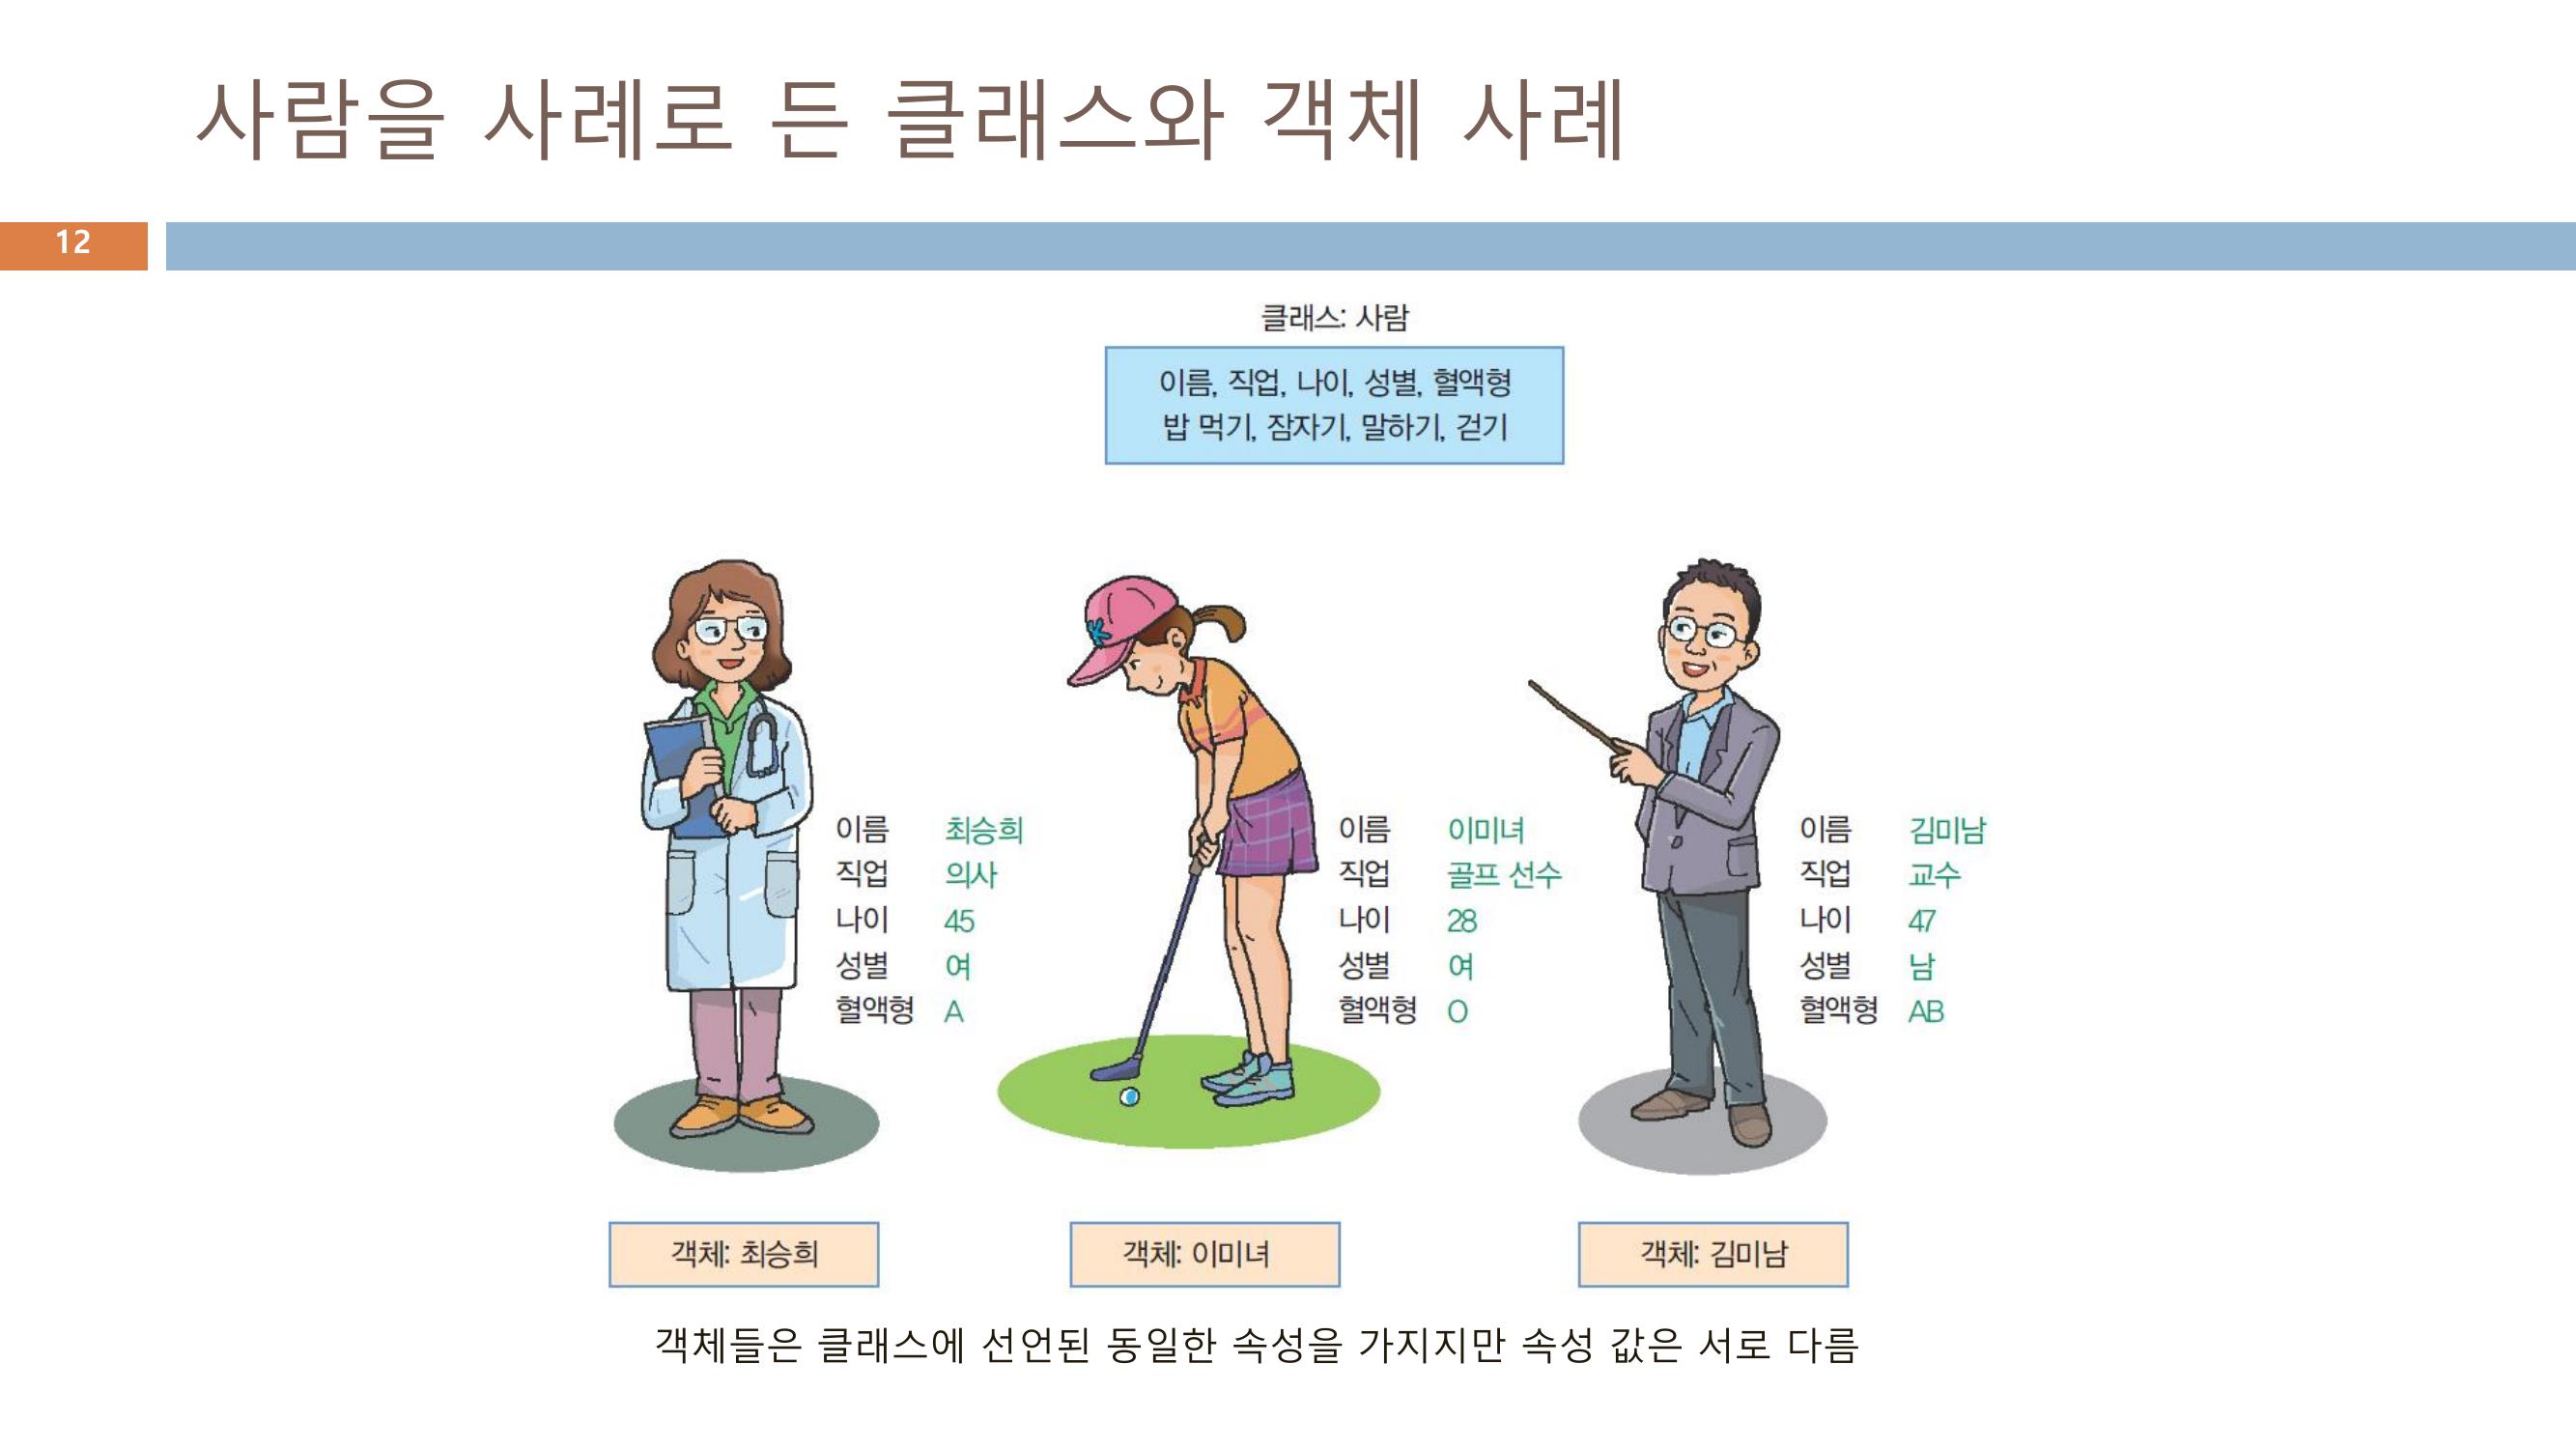 사람을 사례로 든 클래스와 객체 사례
12
클래스: 사람
이름, 직업, 나이, 성별, 혈액형
밥 먹기, 잠자기, 말하기, 걷기
이름 최승희
직업 의사
나이 45
성별 여
혈액형 A
이름 이미녀
직업 골프 선수
나이 28
성별 여
혈액형 O
이름 김미남
직업 교수
나이 47
성별 남
혈액형 AB
객체: 최승희
객체: 이미녀
객체: 김미남
객체들은 클래스에 선언된 동일한 속성을 가지지만 속성 값은 서로 다름